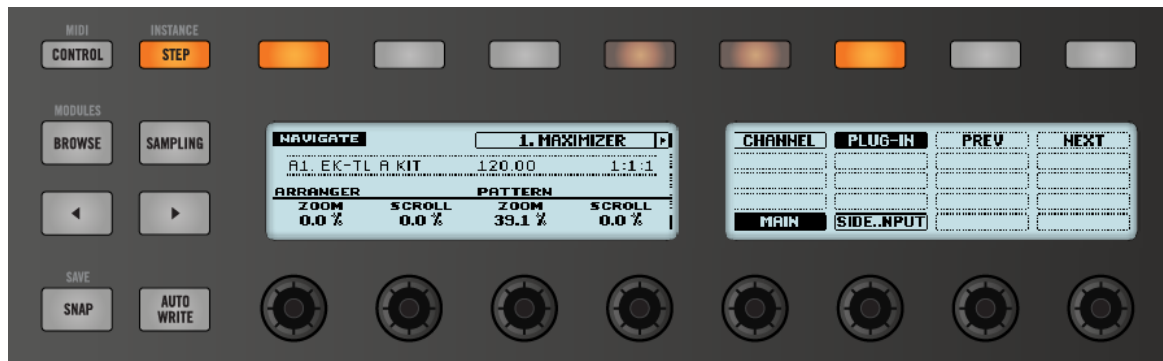 MIDI INSTANCE
CONTROL STEP
MODULES
BROWSE SAMPLING
SAVE
SNAP AUTO WRITE
NAVIGATE 1. MAXIMIZER
A1. EK-TL A KIT 120.00 1:1:1
ARRANGER PATTERN
ZOOM SCROLL ZOOM SCROLL
0.0 % 0.0 % 39.1 % 0.0 %
CHANNEL PLUG-IN PREV NEXT
MAIN SIDE..NPUT